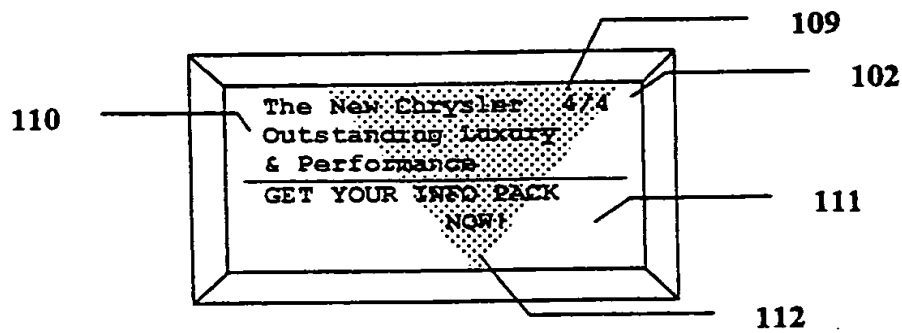 109
102
110
The New Chrysler 4/4
Outstanding Luxury
& Performance
GET YOUR INFO PACK
NOW!
111
112